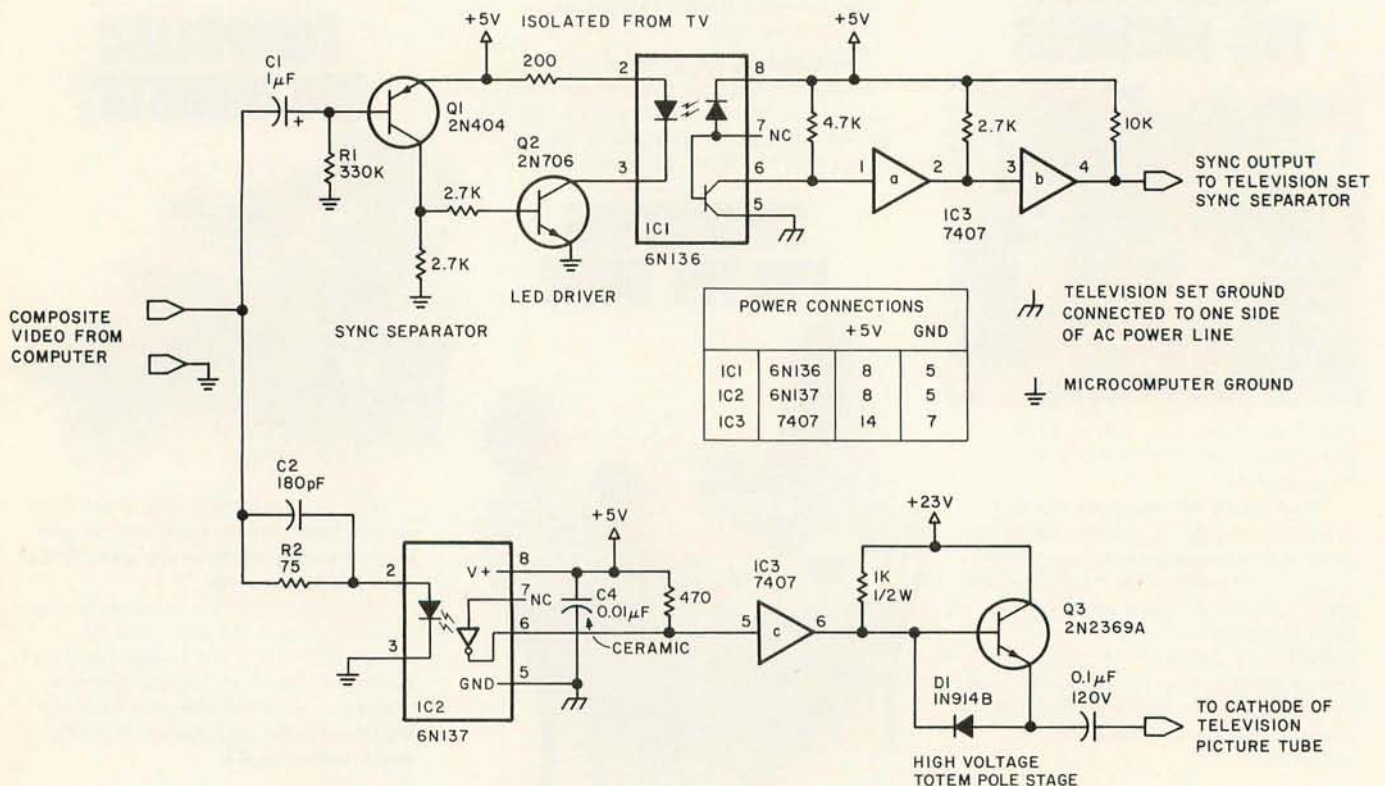 +5V
ISOLATED FROM TV
+5V
C1
1μF
+
200
2
8
Q1
2N404
4.7K
2.7K
10K
7
NC
R1
330K
Q2
2N706
3
6
1
a
2
3
b
4
SYNC OUTPUT
TO TELEVISION SET
SYNC SEPARATOR
2.7K
5
IC3
7407
IC1
6N136
2.7K
LED DRIVER
SYNC SEPARATOR
COMPOSITE
VIDEO FROM
COMPUTER
POWER CONNECTIONS
+5V GND
IC1 6N136 8 5
IC2 6N137 8 5
IC3 7407 14 7
TELEVISION SET GROUND
CONNECTED TO ONE SIDE
OF AC POWER LINE
MICROCOMPUTER GROUND
C2
180pF
R2
75
+5V
+23V
2
V+
8
7
NC
C4
0.01μF
470
IC3
7407
1K
1/2W
Q3
2N2369A
3
6
5
c
6
CERAMIC
GND
5
IC2
6N137
D1
1N914B
0.1μF
120V
TO CATHODE OF
TELEVISION
PICTURE TUBE
HIGH VOLTAGE
TOTEM POLE STAGE